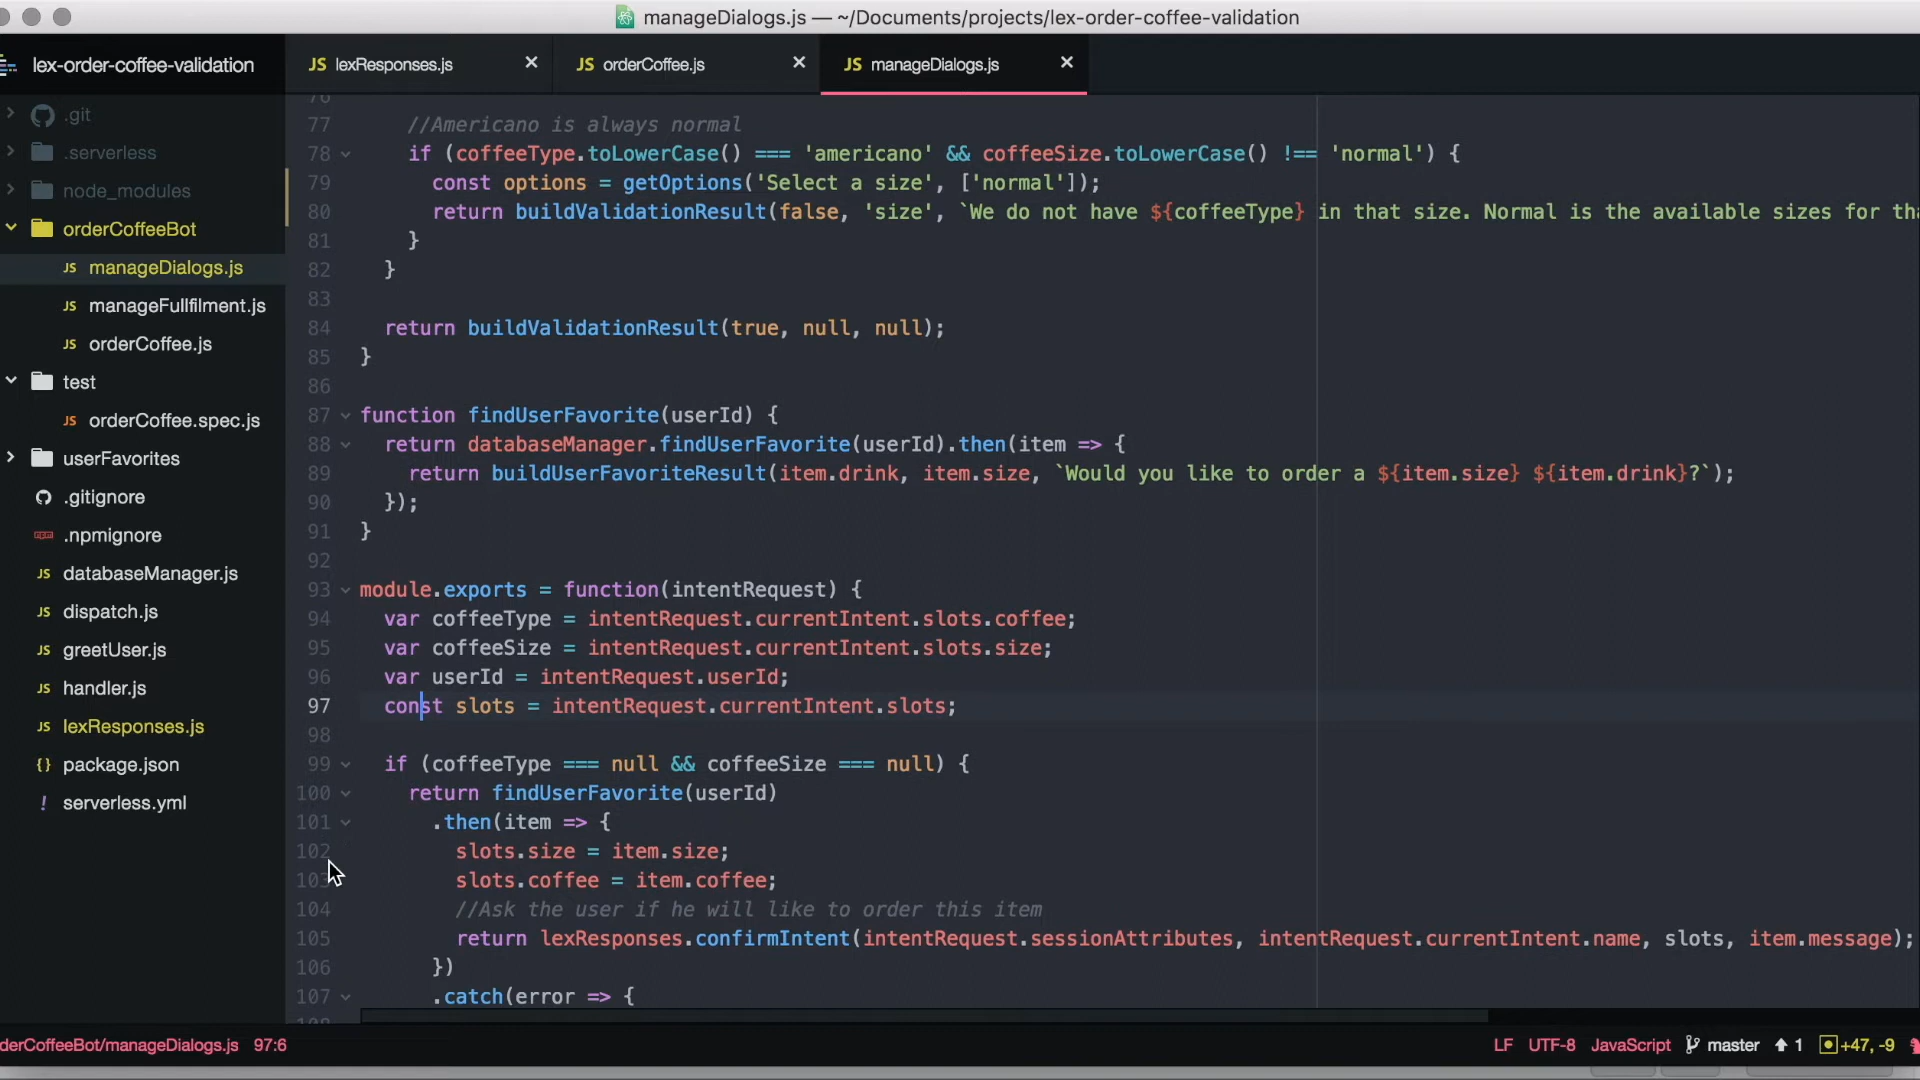 manageDialogs.js — ~/Documents/projects/lex-order-coffee-validation
lex-order-coffee-validation
JS lexResponses.js ×
JS orderCoffee.js ×
JS manageDialogs.js ×
.git
.serverless
node_modules
orderCoffeeBot
JS manageDialogs.js
JS manageFullfilment.js
JS orderCoffee.js
test
JS orderCoffee.spec.js
userFavorites
.gitignore
.npmignore
JS databaseManager.js
JS dispatch.js
JS greetUser.js
JS handler.js
JS lexResponses.js
{} package.json
! serverless.yml
76
77 //Americano is always normal
78 if (coffeeType.toLowerCase() === 'americano' && coffeeSize.toLowerCase() !== 'normal') {
79 const options = getOptions('Select a size', ['normal']);
80 return buildValidationResult(false, 'size', `We do not have ${coffeeType} in that size. Normal is the available sizes for th
81 }
82 }
83
84 return buildValidationResult(true, null, null);
85 }
86
87 function findUserFavorite(userId) {
88 return databaseManager.findUserFavorite(userId).then(item => {
89 return buildUserFavoriteResult(item.drink, item.size, `Would you like to order a ${item.size} ${item.drink}?`);
90 });
91 }
92
93 module.exports = function(intentRequest) {
94 var coffeeType = intentRequest.currentIntent.slots.coffee;
95 var coffeeSize = intentRequest.currentIntent.slots.size;
96 var userId = intentRequest.userId;
97 const slots = intentRequest.currentIntent.slots;
98
99 if (coffeeType === null && coffeeSize === null) {
100 return findUserFavorite(userId)
101 .then(item => {
102 slots.size = item.size;
103 slots.coffee = item.coffee;
104 //Ask the user if he will like to order this item
105 return lexResponses.confirmIntent(intentRequest.sessionAttributes, intentRequest.currentIntent.name, slots, item.message);
106 })
107 .catch(error => {
derCoffeeBot/manageDialogs.js 97:6
LF UTF-8 JavaScript master 1 +47, -9